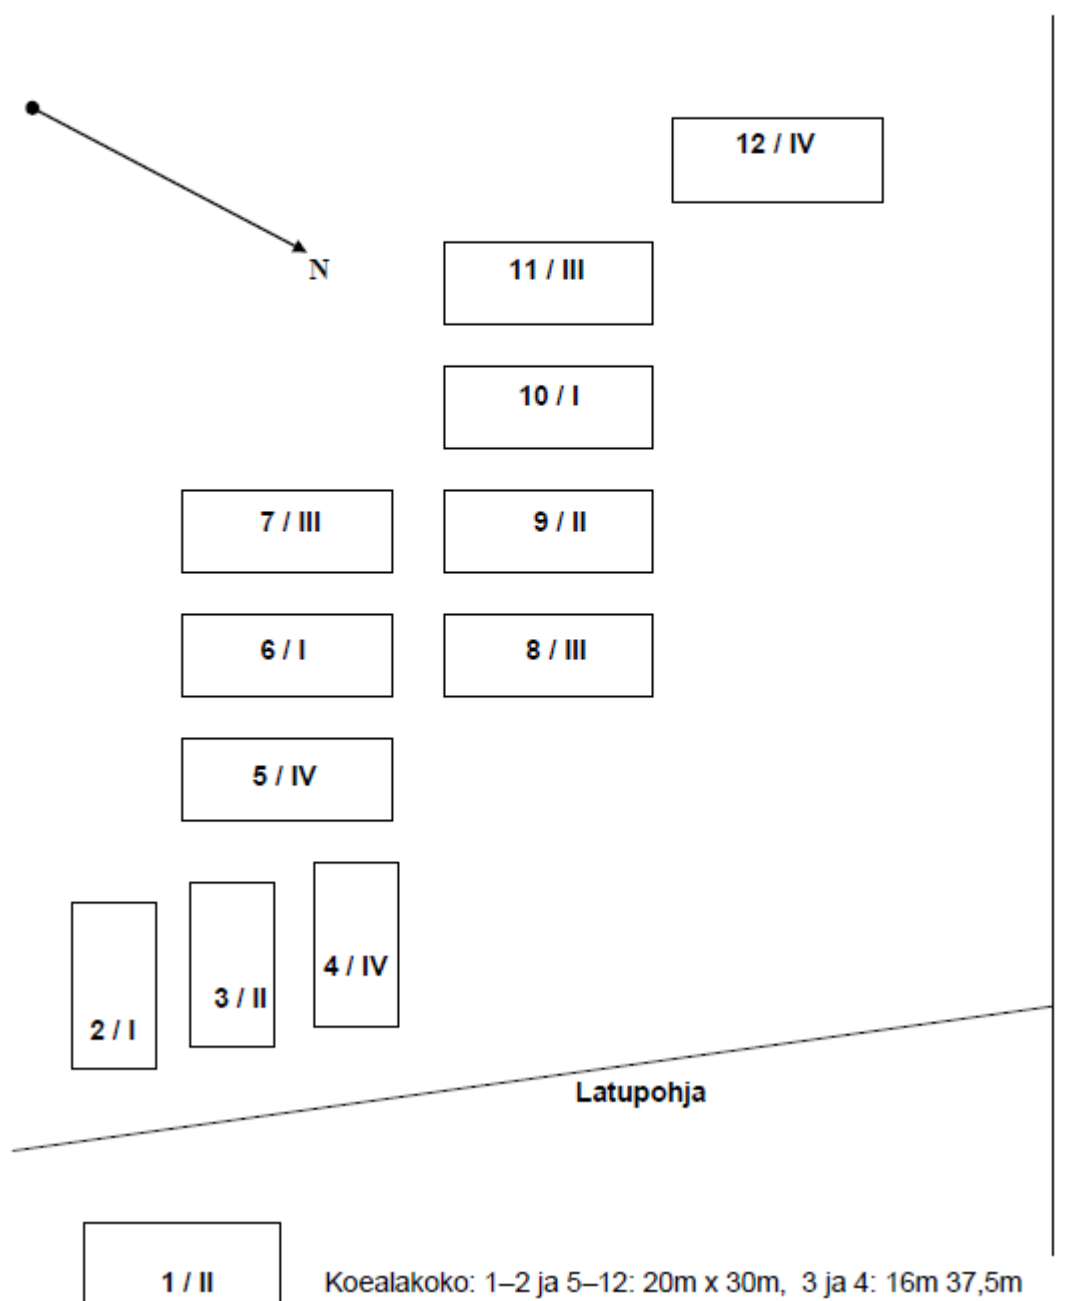 12 / IV
N
11 / III
10 / I
7 / III
9 / II
6 / I
8 / III
5 / IV
4 / IV
3 / II
2 / I
Latupohja
1 / II
Koealakoko: 1–2 ja 5–12: 20m x 30m, 3 ja 4: 16m 37,5m